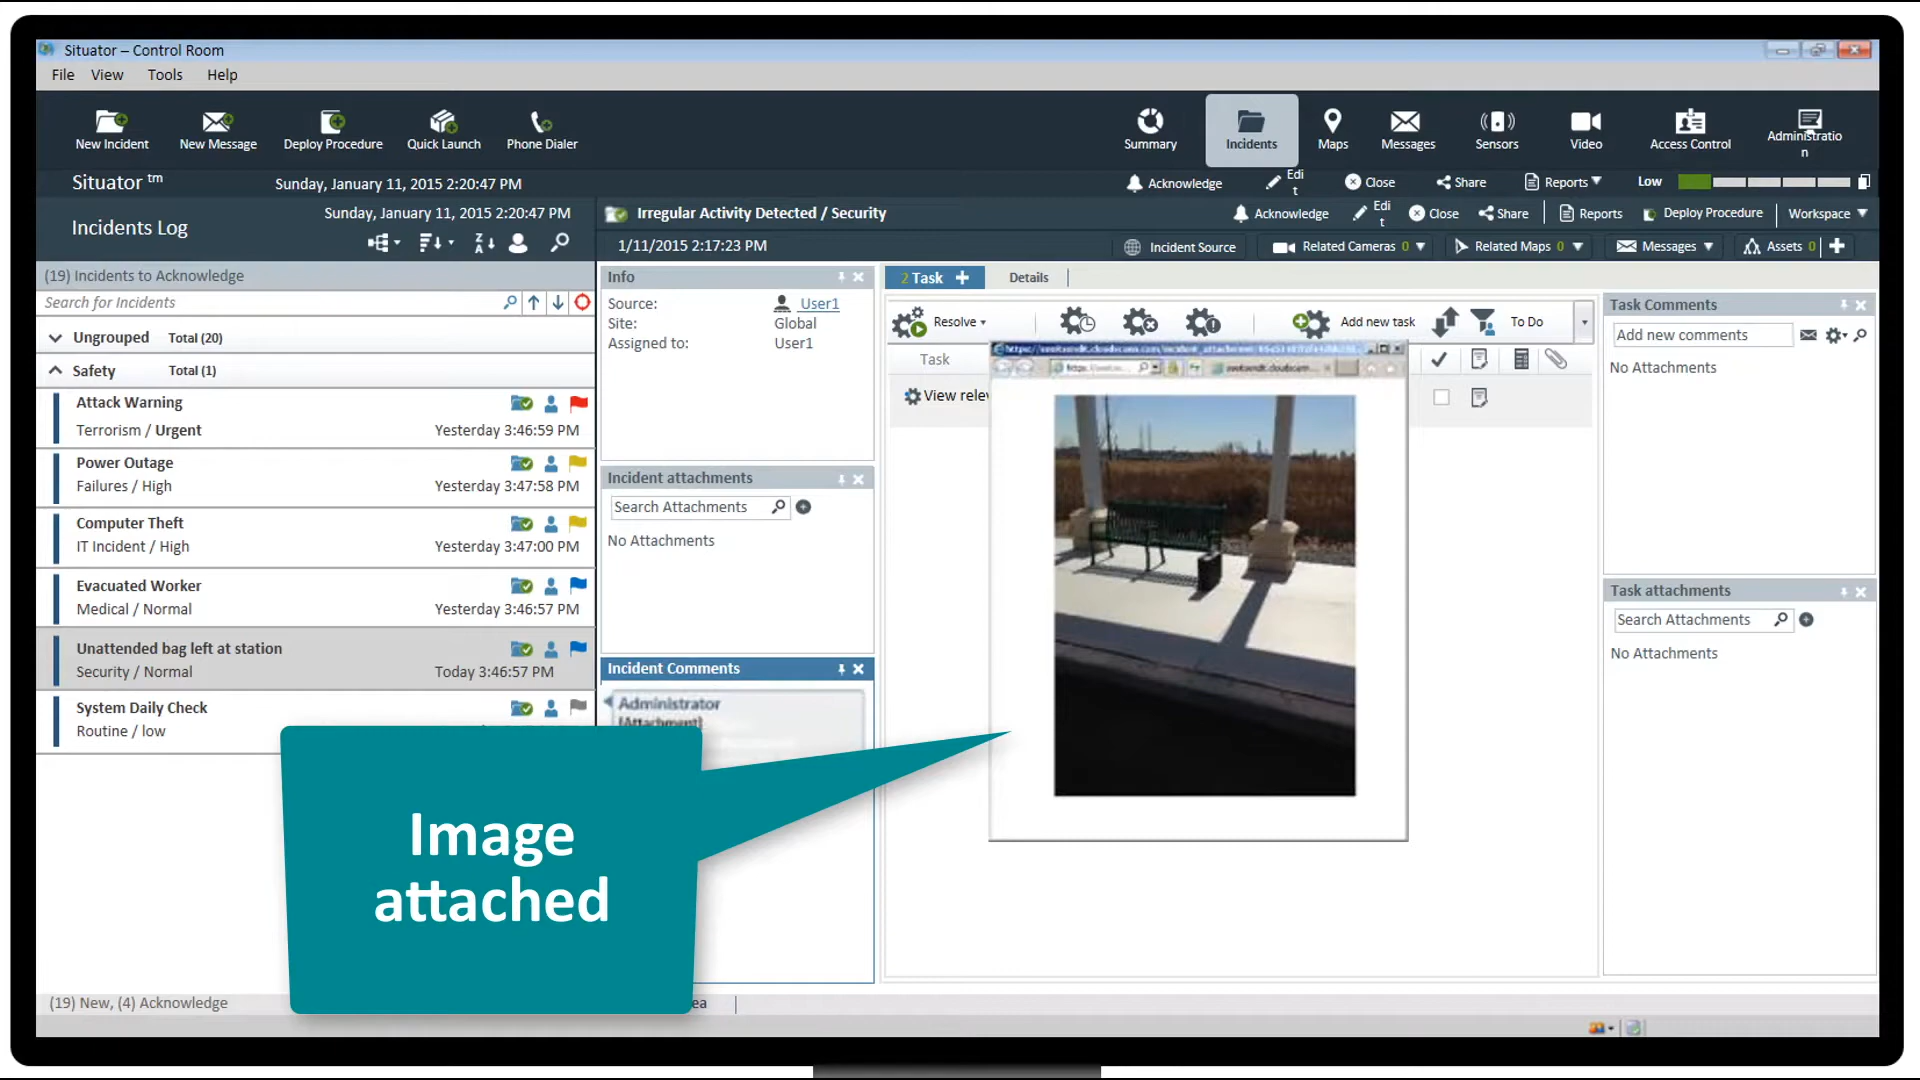 Situator – Control Room
File View Tools Help
New Incident New Message Deploy Procedure Quick Launch Phone Dialer
Summary Incidents Maps Messages Sensors Video Access Control Administratio
n
Situator ™ Sunday, January 11, 2015 2:20:47 PM
Acknowledge Edi
t Close Share Reports Low
Incidents Log Sunday, January 11, 2015 2:20:47 PM
Irregular Activity Detected / Security
Acknowledge Edi
t Close Share Reports Deploy Procedure Workspace
1/11/2015 2:17:23 PM
Incident Source Related Cameras 0 Related Maps 0 Messages Assets 0
(19) Incidents to Acknowledge
Search for Incidents
Ungrouped Total (20)
Safety Total (1)
Attack Warning
Terrorism / Urgent Yesterday 3:46:59 PM
Power Outage
Failures / High Yesterday 3:47:58 PM
Computer Theft
IT Incident / High Yesterday 3:47:00 PM
Evacuated Worker
Medical / Normal Yesterday 3:46:57 PM
Unattended bag left at station
Security / Normal Today 3:46:57 PM
System Daily Check
Routine / low
(19) New, (4) Acknowledge
Info
Source: User1
Site: Global
Assigned to: User1
Incident attachments
Search Attachments
No Attachments
Incident Comments
Administrator
[Attachment]
2 Task Details
Resolve Add new task To Do
Task
View rele
Task Comments
Add new comments
No Attachments
Task attachments
Search Attachments
No Attachments
Image
attached
ea